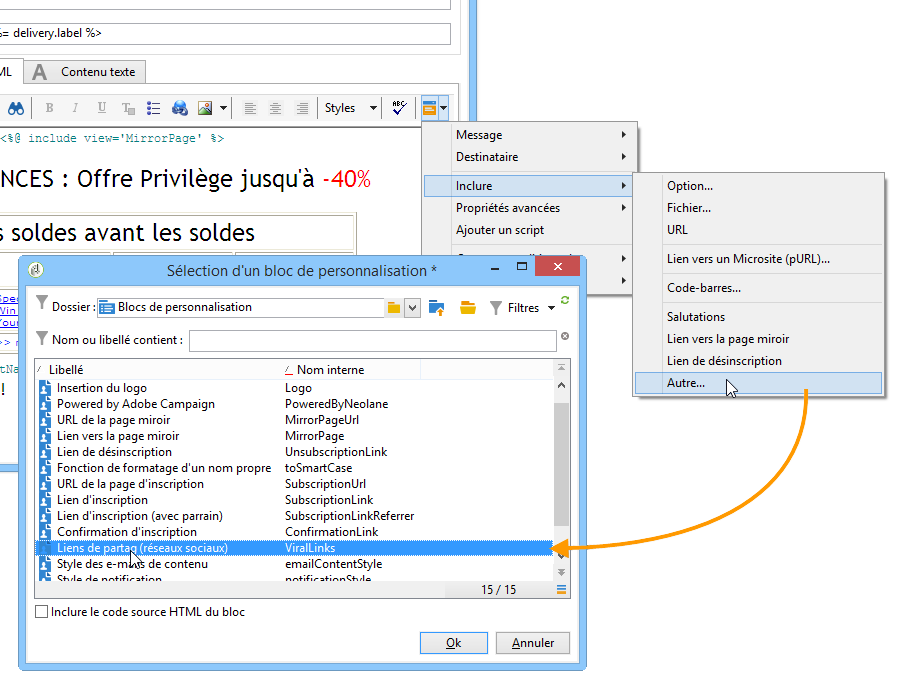 %= delivery.label %>
ML
A Contenu texte
B I U Styles ABC
<%@ include view='MirrorPage' %>
NCES : Offre Privilège jusqu'à -40%
s soldes avant les soldes
Message
Destinataire
Inclure
Propriétés avancées
Ajouter un script
Option...
Fichier...
URL
Lien vers un Microsite (pURL)...
Code-barres...
Salutations
Lien vers la page miroir
Lien de désinscription
Autre...
Sélection d'un bloc de personnalisation *
Dossier : Blocs de personnalisation
Filtres
Nom ou libellé contient :
Libellé Nom interne
Insertion du logo Logo
Powered by Adobe Campaign PoweredByNeolane
URL de la page miroir MirrorPageUrl
Lien vers la page miroir MirrorPage
Lien de désinscription UnsubscriptionLink
Fonction de formatage d'un nom propre toSmartCase
URL de la page d'inscription SubscriptionUrl
Lien d'inscription SubscriptionLink
Lien d'inscription (avec parrain) SubscriptionLinkReferrer
Confirmation d'inscription ConfirmationLink
Liens de partag (réseaux sociaux) ViralLinks
Style des e-mails de contenu emailContentStyle
Style de notification notificationStyle
15 / 15
Inclure le code source HTML du bloc
Ok Annuler
Spe
Win
You
>> n
tNa
!